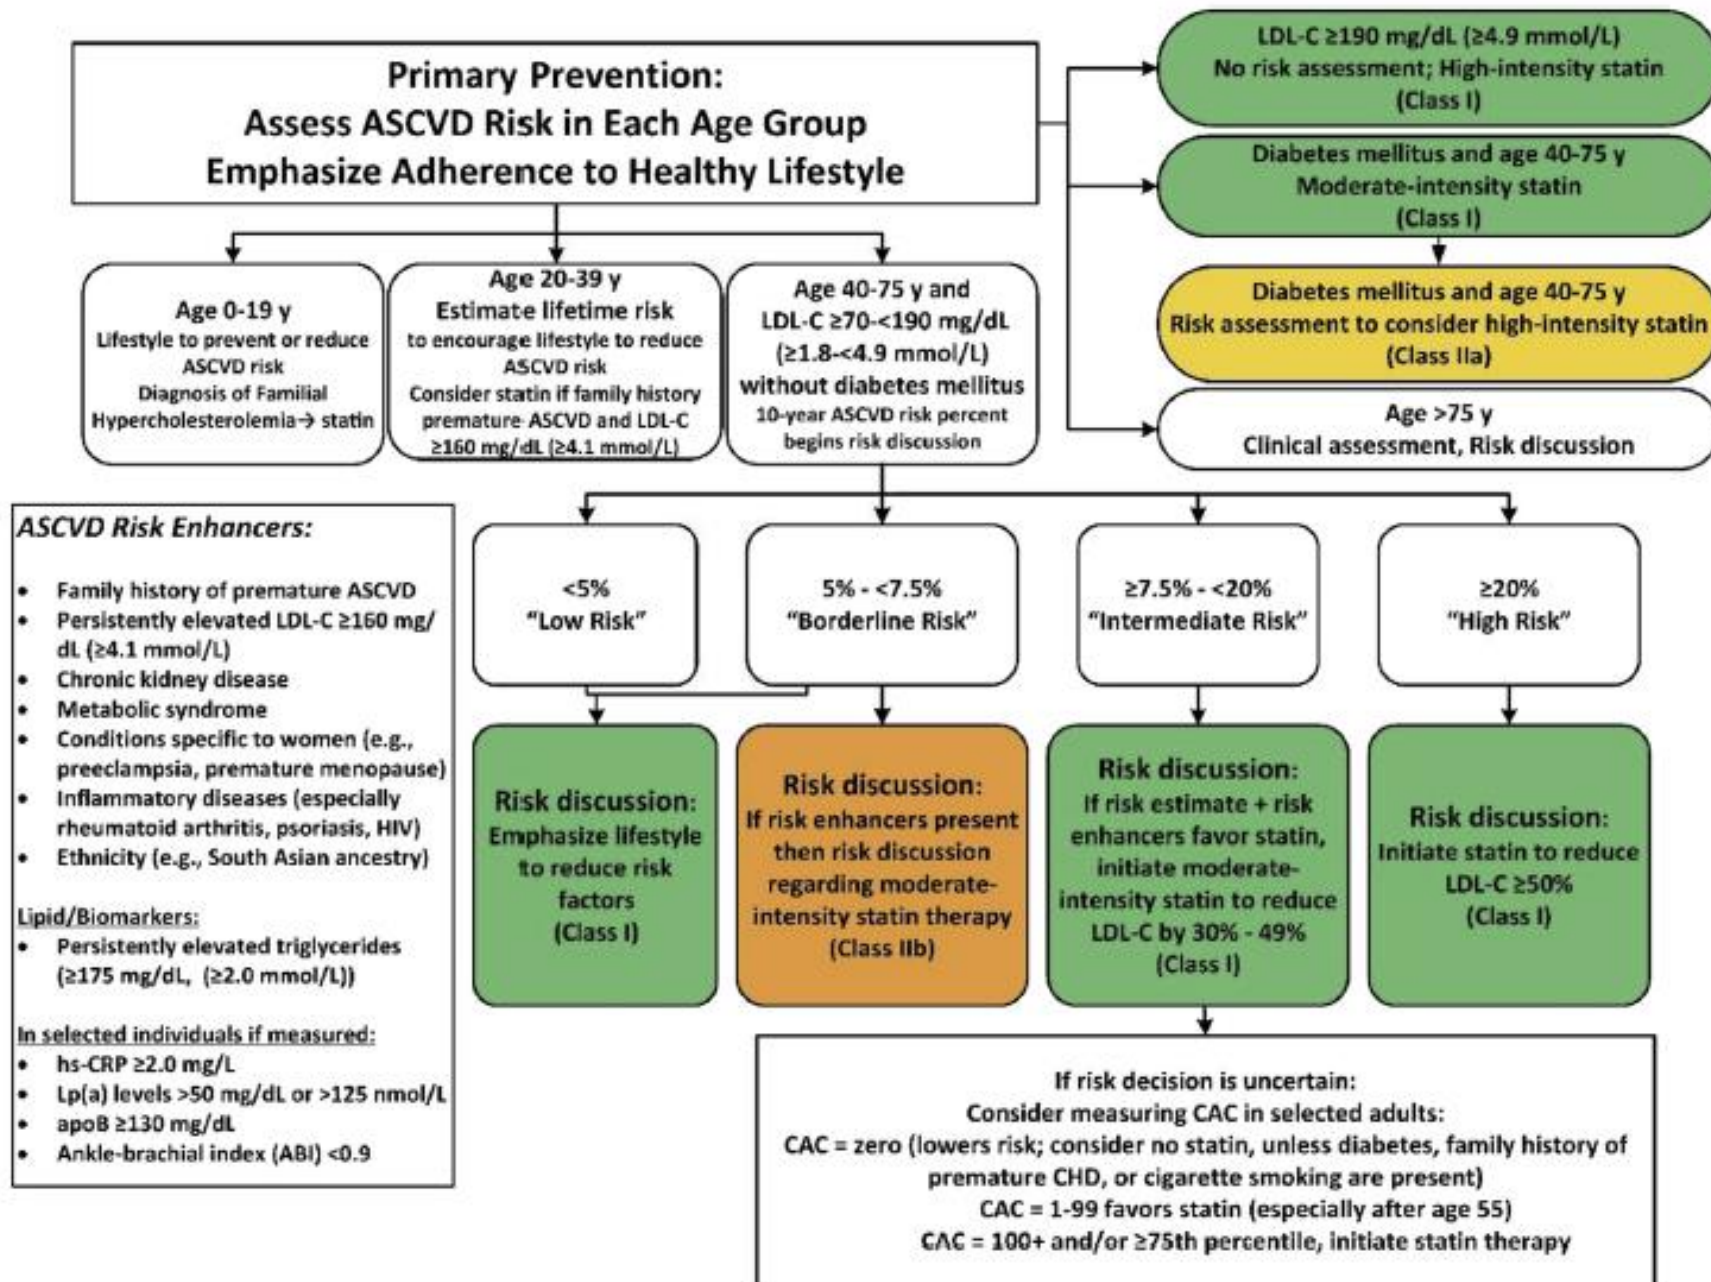 Primary Prevention:
Assess ASCVD Risk in Each Age Group
Emphasize Adherence to Healthy Lifestyle
LDL-C ≥190 mg/dL (≥4.9 mmol/L)
No risk assessment; High-intensity statin
(Class I)
Diabetes mellitus and age 40-75 y
Moderate-intensity statin
(Class I)
Diabetes mellitus and age 40-75 y
Risk assessment to consider high-intensity statin
(Class IIa)
Age >75 y
Clinical assessment, Risk discussion
Age 0-19 y
Lifestyle to prevent or reduce
ASCVD risk
Diagnosis of Familial
Hypercholesterolemia→ statin
Age 20-39 y
Estimate lifetime risk
to encourage lifestyle to reduce
ASCVD risk
Consider statin if family history
premature ASCVD and LDL-C
≥160 mg/dL (≥4.1 mmol/L)
Age 40-75 y and
LDL-C ≥70-<190 mg/dL
(≥1.8-<4.9 mmol/L)
without diabetes mellitus
10-year ASCVD risk percent
begins risk discussion
ASCVD Risk Enhancers:
• Family history of premature ASCVD
• Persistently elevated LDL-C ≥160 mg/
dL (≥4.1 mmol/L)
• Chronic kidney disease
• Metabolic syndrome
• Conditions specific to women (e.g.,
preeclampsia, premature menopause)
• Inflammatory diseases (especially
rheumatoid arthritis, psoriasis, HIV)
• Ethnicity (e.g., South Asian ancestry)
Lipid/Biomarkers:
• Persistently elevated triglycerides
(≥175 mg/dL, (≥2.0 mmol/L))
In selected individuals if measured:
• hs-CRP ≥2.0 mg/L
• Lp(a) levels >50 mg/dL or >125 nmol/L
• apoB ≥130 mg/dL
• Ankle-brachial index (ABI) <0.9
<5%
"Low Risk"
5% - <7.5%
"Borderline Risk"
≥7.5% - <20%
"Intermediate Risk"
≥20%
"High Risk"
Risk discussion:
Emphasize lifestyle
to reduce risk
factors
(Class I)
Risk discussion:
If risk enhancers present
then risk discussion
regarding moderate-
intensity statin therapy
(Class IIb)
Risk discussion:
If risk estimate + risk
enhancers favor statin,
initiate moderate-
intensity statin to reduce
LDL-C by 30% - 49%
(Class I)
Risk discussion:
Initiate statin to reduce
LDL-C ≥50%
(Class I)
If risk decision is uncertain:
Consider measuring CAC in selected adults:
CAC = zero (lowers risk; consider no statin, unless diabetes, family history of
premature CHD, or cigarette smoking are present)
CAC = 1-99 favors statin (especially after age 55)
CAC = 100+ and/or ≥75th percentile, initiate statin therapy